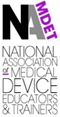 NA
MDET
NATIONAL
ASSOCIATION
of MEDICAL
DEVICE
EDUCATORS
& TRAINERS